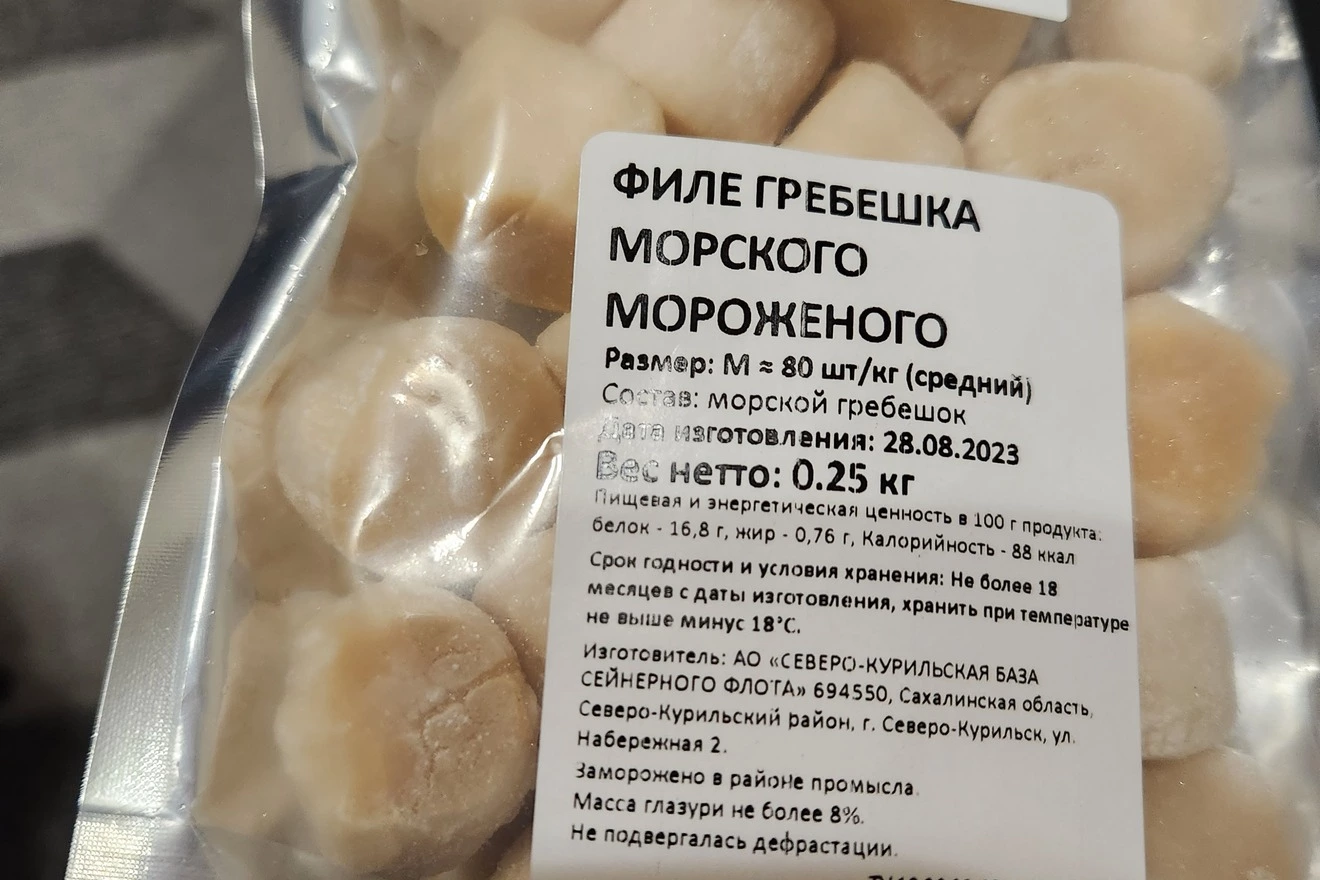 ФИЛЕ ГРЕБЕШКА
МОРСКОГО
МОРОЖЕНОГО
Размер: М ≈ 80 шт/кг (средний)
Состав: морской гребешок
Дата изготовления: 28.08.2023
Вес нетто: 0.25 кг
Пищевая и энергетическая ценность в 100 г продукта:
белок - 16,8 г, жир - 0,76 г, Калорийность - 88 ккал
Срок годности и условия хранения: Не более 18
месяцев с даты изготовления, хранить при температуре
не выше минус 18°С.
Изготовитель: АО «СЕВЕРО-КУРИЛЬСКАЯ БАЗА
СЕЙНЕРНОГО ФЛОТА» 694550, Сахалинская область,
Северо-Курильский район, г. Северо-Курильск, ул.
Набережная 2.
Заморожено в районе промысла.
Масса глазури не более 8%.
Не подвергалась дефрастации.